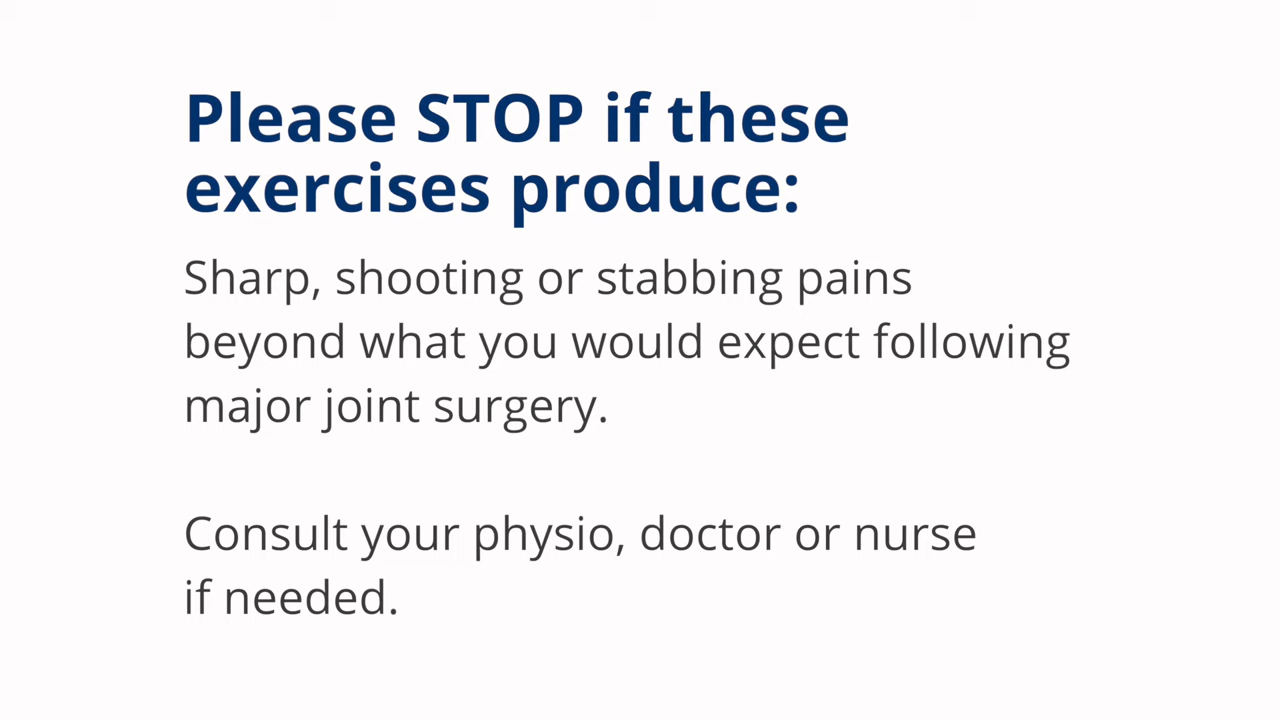 Please STOP if these
exercises produce:
Sharp, shooting or stabbing pains
beyond what you would expect following
major joint surgery.
Consult your physio, doctor or nurse
if needed.